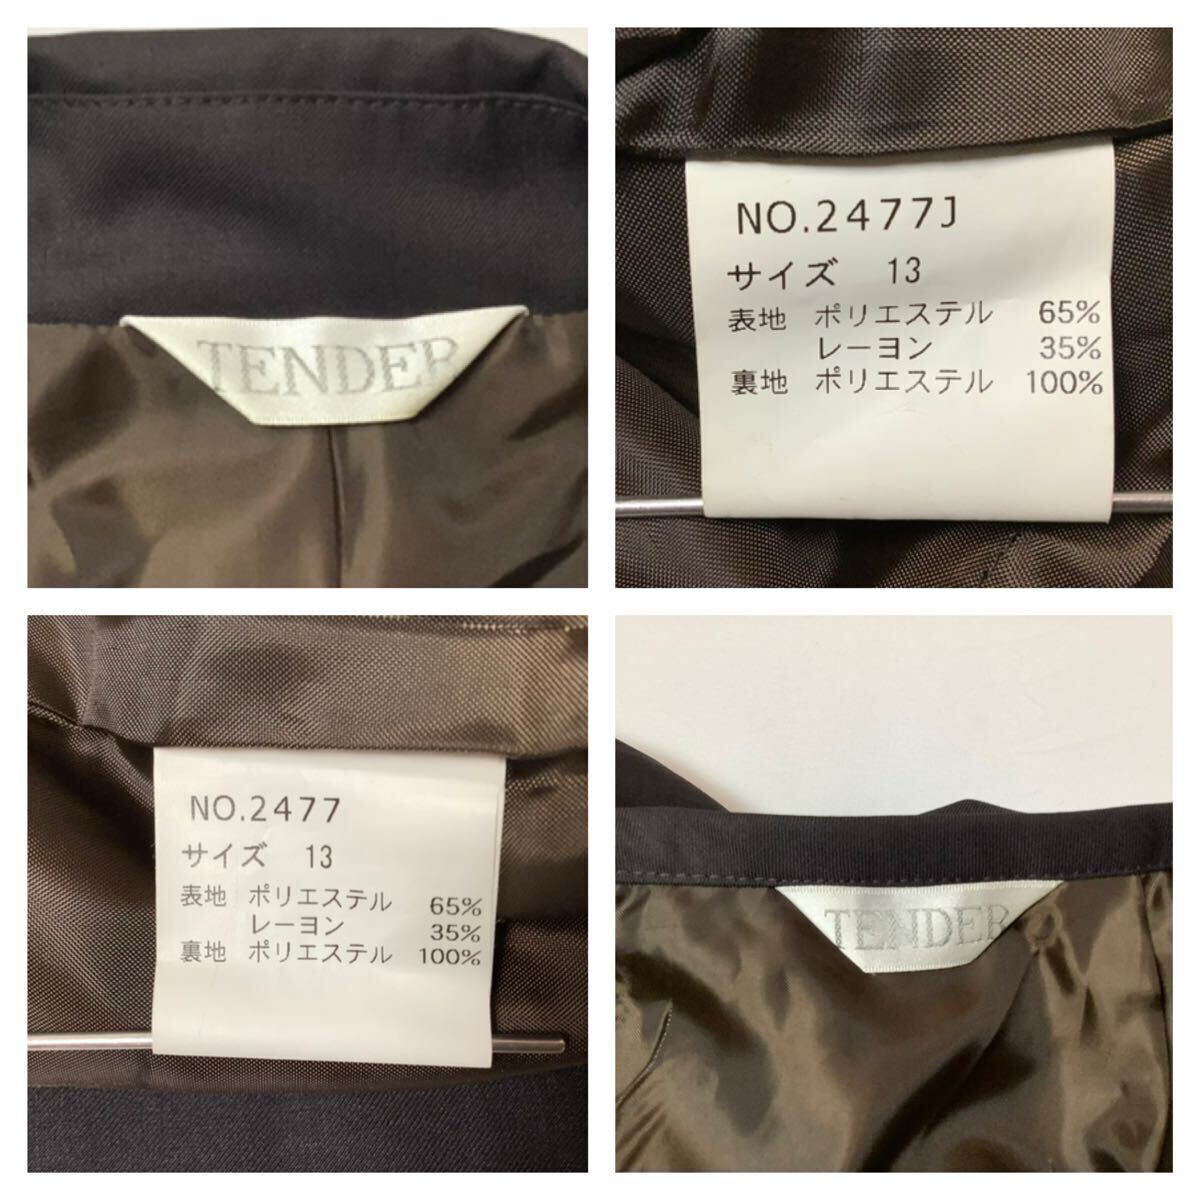 TENDER
NO.2477J
サイズ 13
表地 ポリエステル 65%
レーヨン 35%
裏地 ポリエステル 100%
NO.2477
サイズ 13
表地 ポリエステル 65%
レーヨン 35%
裏地 ポリエステル 100%
TENDER